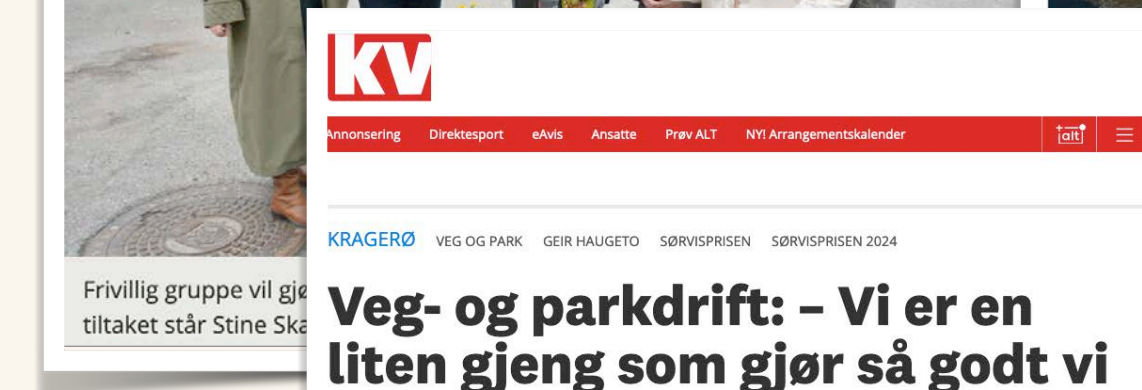 KV
Annonsering Direktesport eAvis Ansatte Prøv ALT NY! Arrangementskalender +alt
KRAGERØ VEG OG PARK GEIR HAUGETO SØRVISPRISEN SØRVISPRISEN 2024
Veg- og parkdrift: – Vi er en
liten gjeng som gjør så godt vi
Frivillig gruppe vil
tiltaket står Stine